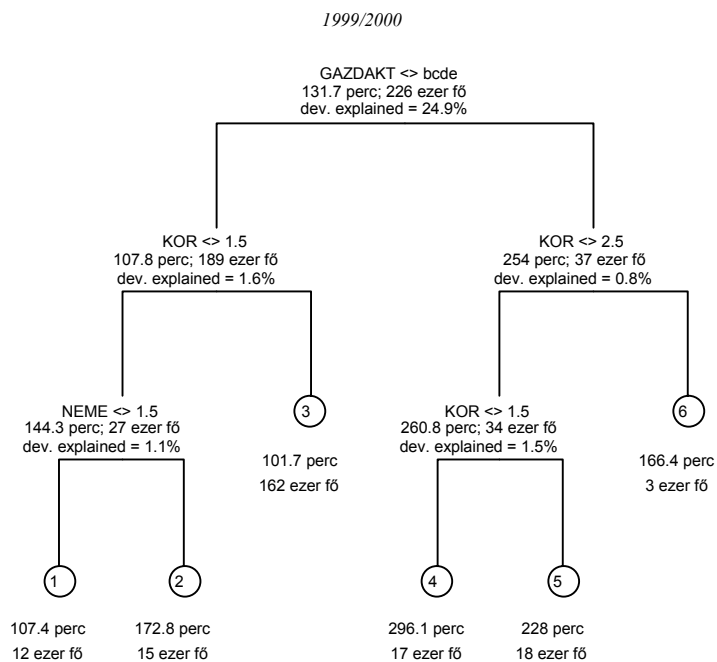 1999/2000
GAZDAKT <> bcde
131.7 perc; 226 ezer fő
dev. explained = 24.9%
KOR <> 1.5
107.8 perc; 189 ezer fő
dev. explained = 1.6%
KOR <> 2.5
254 perc; 37 ezer fő
dev. explained = 0.8%
NEME <> 1.5
144.3 perc; 27 ezer fő
dev. explained = 1.1%
3
101.7 perc
162 ezer fő
KOR <> 1.5
260.8 perc; 34 ezer fő
dev. explained = 1.5%
6
166.4 perc
3 ezer fő
1
107.4 perc
12 ezer fő
2
172.8 perc
15 ezer fő
4
296.1 perc
17 ezer fő
5
228 perc
18 ezer fő